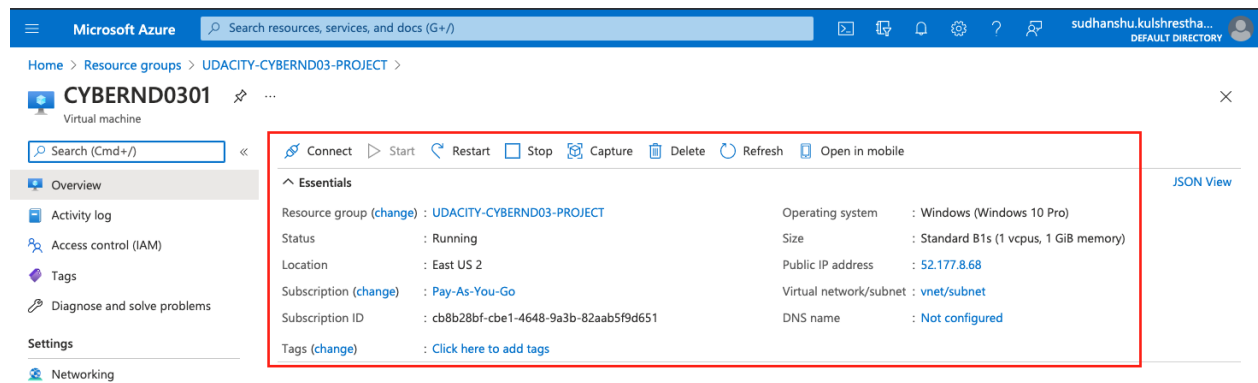 Microsoft Azure
Search resources, services, and docs (G+/)
sudhanshu.kulshrestha...
DEFAULT DIRECTORY
Home > Resource groups > UDACITY-CYBERND03-PROJECT >
CYBERND0301
...
Virtual machine
Search (Cmd+/)
«
Overview
Activity log
Access control (IAM)
Tags
Diagnose and solve problems
Settings
Networking
Connect Start Restart Stop Capture Delete Refresh Open in mobile
Essentials
JSON View
Resource group (change) : UDACITY-CYBERND03-PROJECT
Status : Running
Location : East US 2
Subscription (change) : Pay-As-You-Go
Subscription ID : cb8b28bf-cbe1-4648-9a3b-82aab5f9d651
Tags (change) : Click here to add tags
Operating system : Windows (Windows 10 Pro)
Size : Standard B1s (1 vcpus, 1 GiB memory)
Public IP address : 52.177.8.68
Virtual network/subnet : vnet/subnet
DNS name : Not configured